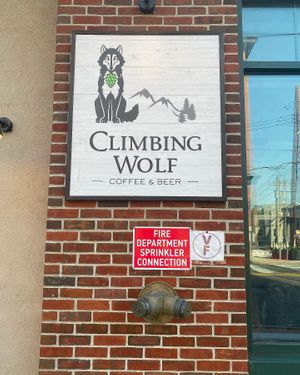 CLIMBING
WOLF
COFFEE & BEER
FIRE
DEPARTMENT
SPRINKLER
CONNECTION
V
F